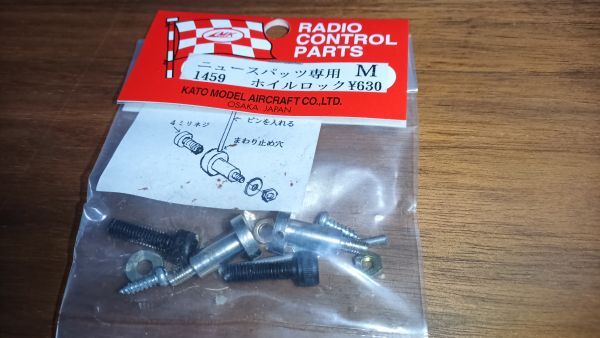 RADIO
CONTROL
PARTS
ニュースパッツ専用 M
1459 ホイルロック ¥630
KATO MODEL AIRCRAFT CO.,LTD.
OSAKA, JAPAN
ピンを入れる
4ミリネジ
まわり止め穴